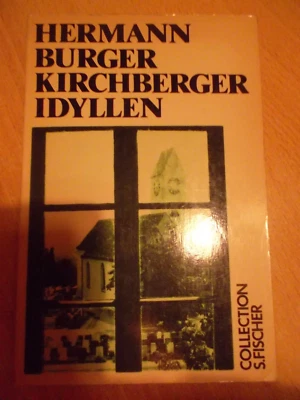 HERMANN
BURGER
KIRCHBERGER
IDYLLEN
COLLECTION
S.FISCHER